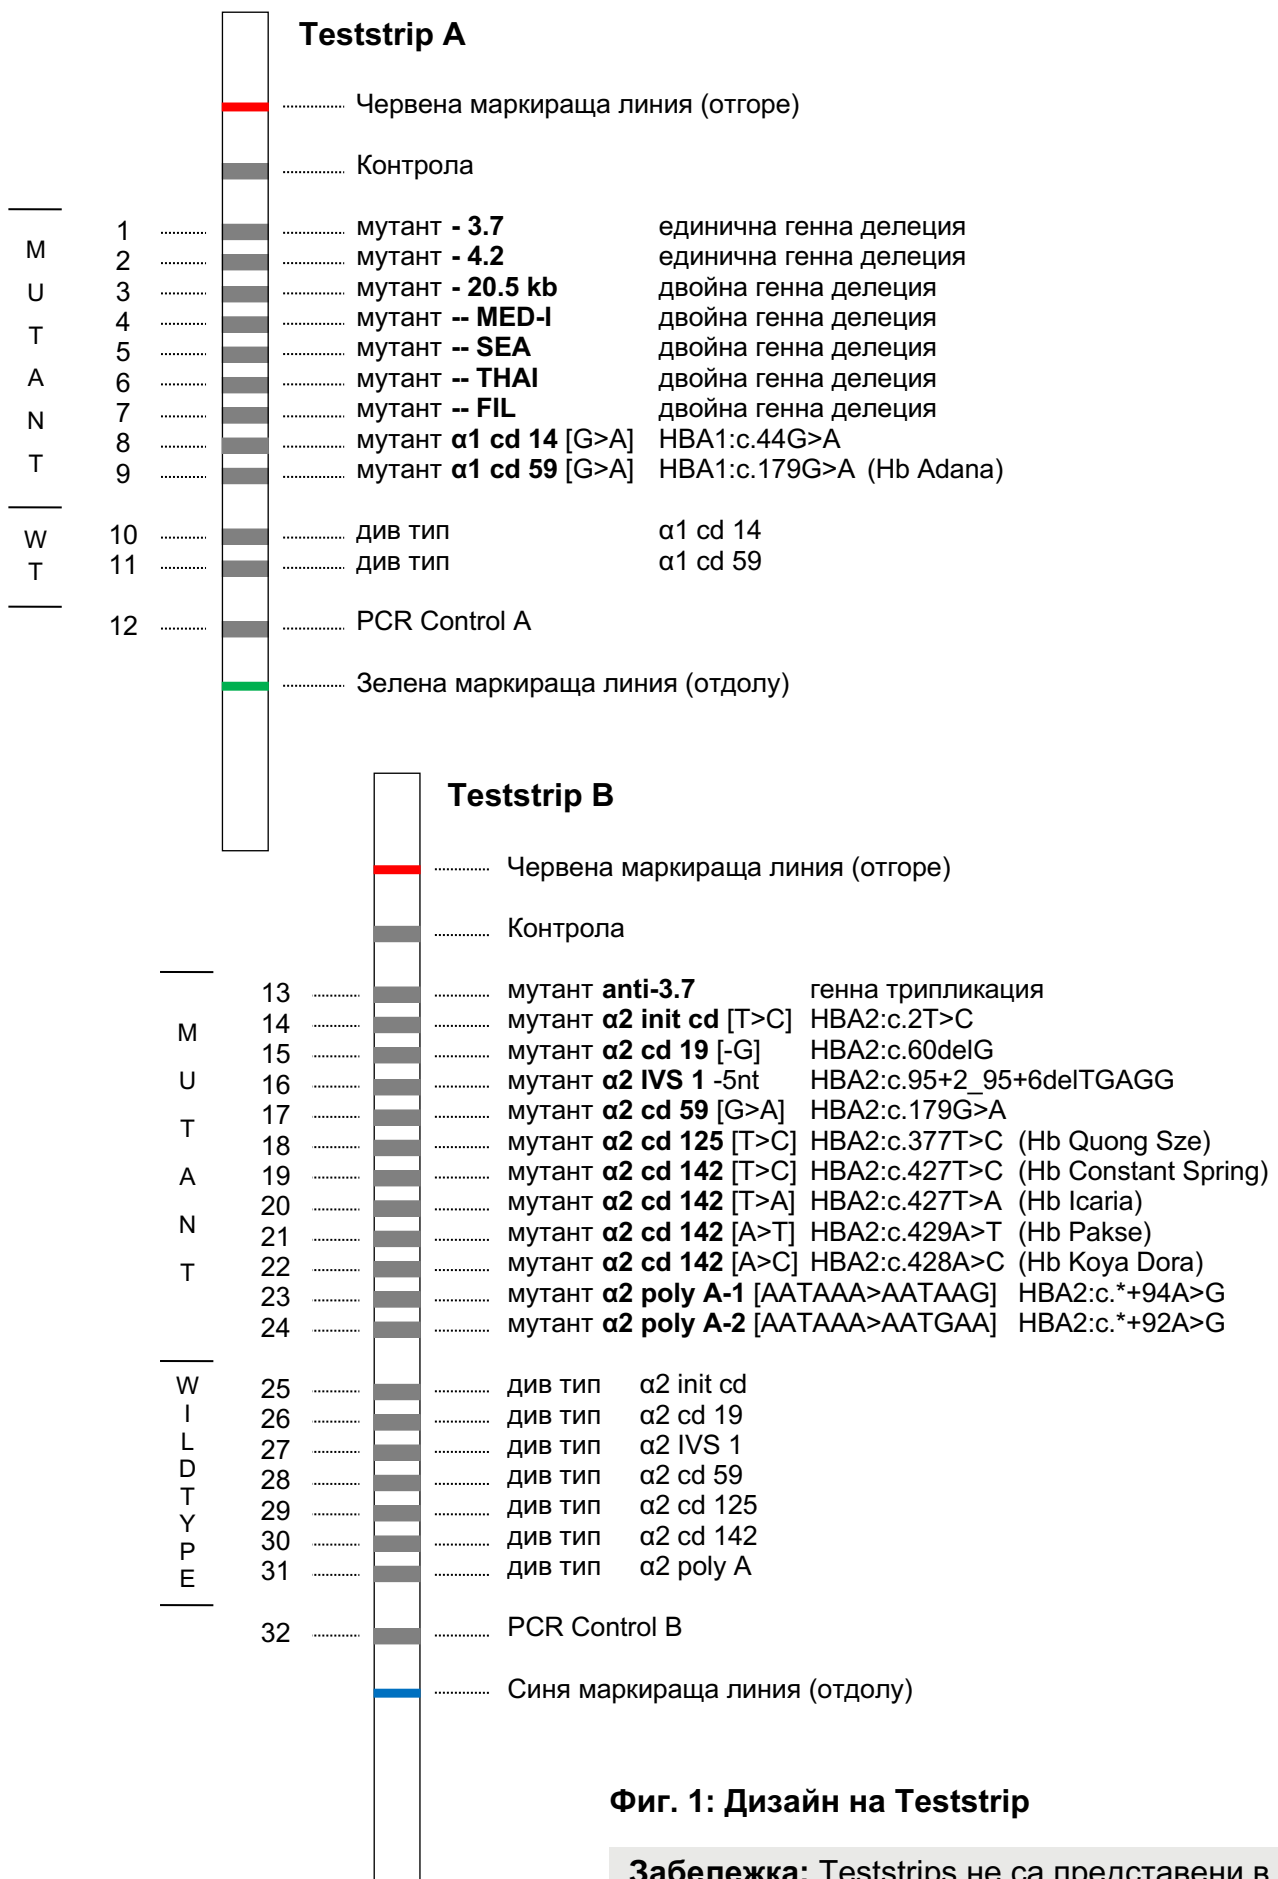 Teststrip A
Червена маркираща линия (отгоре)
Контрола
MUTANT
1 мутант - 3.7 единична генна делеция
2 мутант - 4.2 единична генна делеция
3 мутант - 20.5 kb двойна генна делеция
4 мутант -- MED-I двойна генна делеция
5 мутант -- SEA двойна генна делеция
6 мутант -- THAI двойна генна делеция
7 мутант -- FIL двойна генна делеция
8 мутант α1 cd 14 [G>A] HBA1:c.44G>A
9 мутант α1 cd 59 [G>A] HBA1:c.179G>A (Hb Adana)
WT
10 див тип α1 cd 14
11 див тип α1 cd 59
12 PCR Control A
Зелена маркираща линия (отдолу)
Teststrip B
Червена маркираща линия (отгоре)
Контрола
MUTANT
13 мутант anti-3.7 генна трипликация
14 мутант α2 init cd [T>C] HBA2:c.2T>C
15 мутант α2 cd 19 [-G] HBA2:c.60delG
16 мутант α2 IVS 1 -5nt HBA2:c.95+2_95+6delTGAGG
17 мутант α2 cd 59 [G>A] HBA2:c.179G>A
18 мутант α2 cd 125 [T>C] HBA2:c.377T>C (Hb Quong Sze)
19 мутант α2 cd 142 [T>C] HBA2:c.427T>C (Hb Constant Spring)
20 мутант α2 cd 142 [T>A] HBA2:c.427T>A (Hb Icaria)
21 мутант α2 cd 142 [A>T] HBA2:c.429A>T (Hb Pakse)
22 мутант α2 cd 142 [A>C] HBA2:c.428A>C (Hb Koya Dora)
23 мутант α2 poly A-1 [AATAAA>AATAAG] HBA2:c.*+94A>G
24 мутант α2 poly A-2 [AATAAA>AATGAA] HBA2:c.*+92A>G
WILDTYPE
25 див тип α2 init cd
26 див тип α2 cd 19
27 див тип α2 IVS 1
28 див тип α2 cd 59
29 див тип α2 cd 125
30 див тип α2 cd 142
31 див тип α2 poly A
32 PCR Control B
Синя маркираща линия (отдолу)
Фиг. 1: Дизайн на Teststrip
Забележка: Teststrips не са представени в